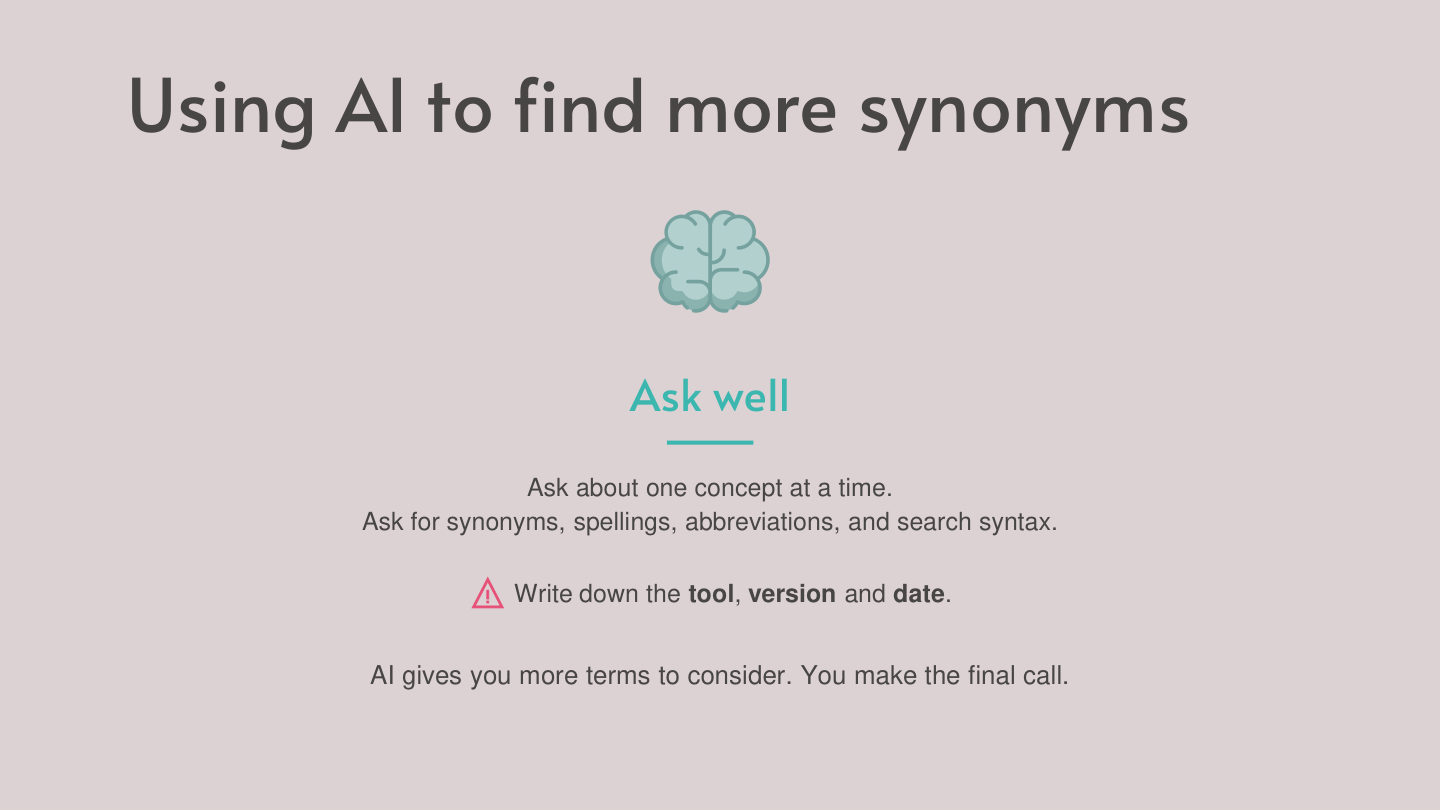 Using AI to find more synonyms
Ask well
Ask about one concept at a time.
Ask for synonyms, spellings, abbreviations, and search syntax.
Write down the tool, version and date.
AI gives you more terms to consider. You make the final call.